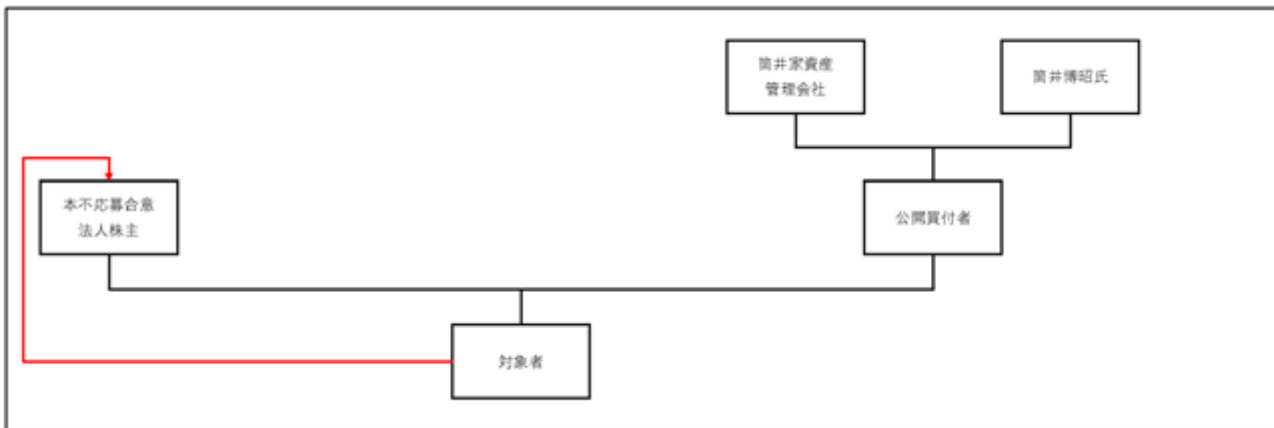 筒井家資産
管理会社
筒井博昭氏
本不応募合意
法人株主
公開買付者
対象者